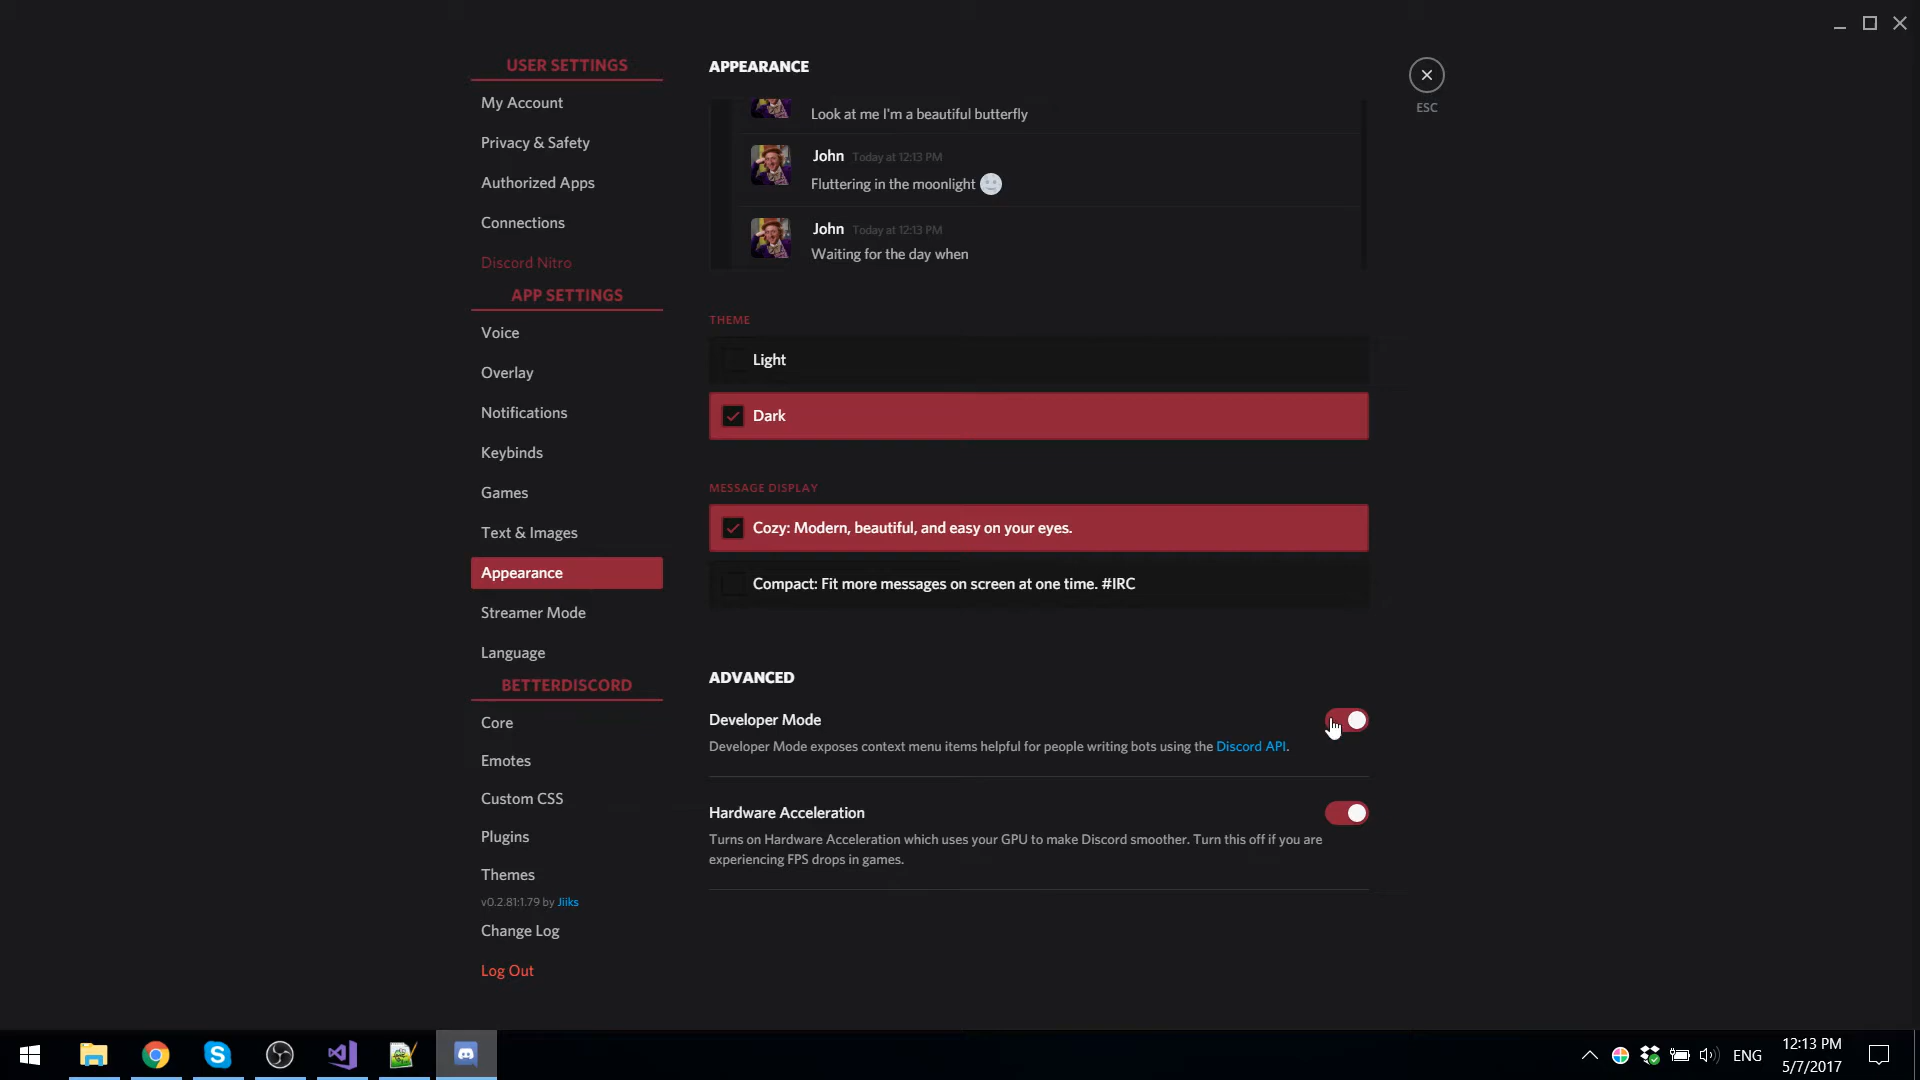 USER SETTINGS
My Account
Privacy & Safety
Authorized Apps
Connections
Discord Nitro
APP SETTINGS
Voice
Overlay
Notifications
Keybinds
Games
Text & Images
Appearance
Streamer Mode
Language
BETTERDISCORD
Core
Emotes
Custom CSS
Plugins
Themes
v0.2.81:1.79 by Jiiks
Change Log
Log Out
APPEARANCE
Look at me I'm a beautiful butterfly
John Today at 12:13 PM
Fluttering in the moonlight
John Today at 12:13 PM
Waiting for the day when
THEME
Light
Dark
MESSAGE DISPLAY
Cozy: Modern, beautiful, and easy on your eyes.
Compact: Fit more messages on screen at one time. #IRC
ADVANCED
Developer Mode
Developer Mode exposes context menu items helpful for people writing bots using the Discord API.
Hardware Acceleration
Turns on Hardware Acceleration which uses your GPU to make Discord smoother. Turn this off if you are
experiencing FPS drops in games.
ESC
ENG
12:13 PM
5/7/2017